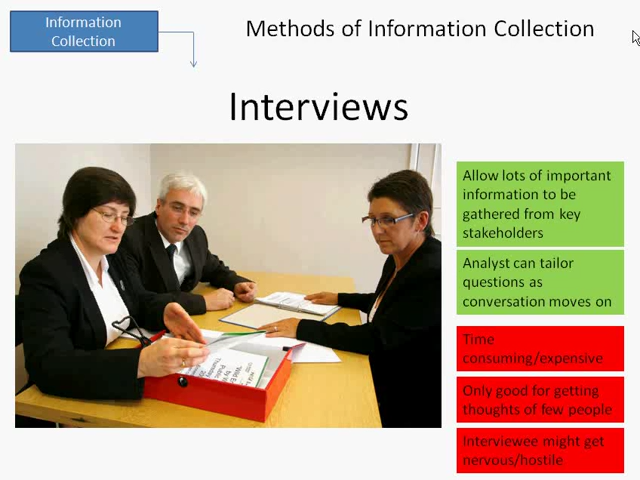 Information
Collection
Methods of Information Collection
Interviews
Allow lots of important
information to be
gathered from key
stakeholders
Analyst can tailor
questions as
conversation moves on
Time
consuming/expensive
Only good for getting
thoughts of few people
Interviewee might get
nervous/hostile